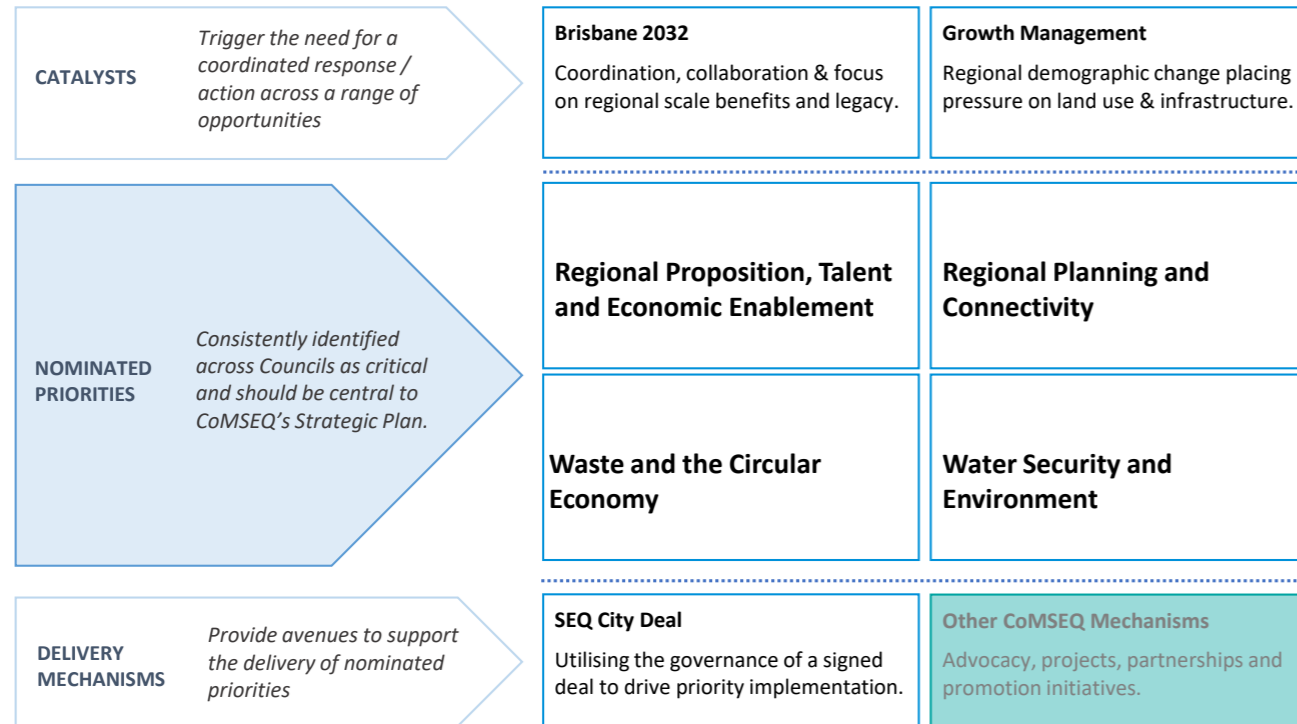 CATALYSTS
Trigger the need for a
coordinated response /
action across a range of
opportunities
Brisbane 2032
Coordination, collaboration & focus
on regional scale benefits and legacy.
Growth Management
Regional demographic change placing
pressure on land use & infrastructure.
NOMINATED
PRIORITIES
Consistently identified
across Councils as critical
and should be central to
CoMSEQ’s Strategic Plan.
Regional Proposition, Talent
and Economic Enablement
Regional Planning and
Connectivity
Waste and the Circular
Economy
Water Security and
Environment
DELIVERY
MECHANISMS
Provide avenues to support
the delivery of nominated
priorities
SEQ City Deal
Utilising the governance of a signed
deal to drive priority implementation.
Other CoMSEQ Mechanisms
Advocacy, projects, partnerships and
promotion initiatives.